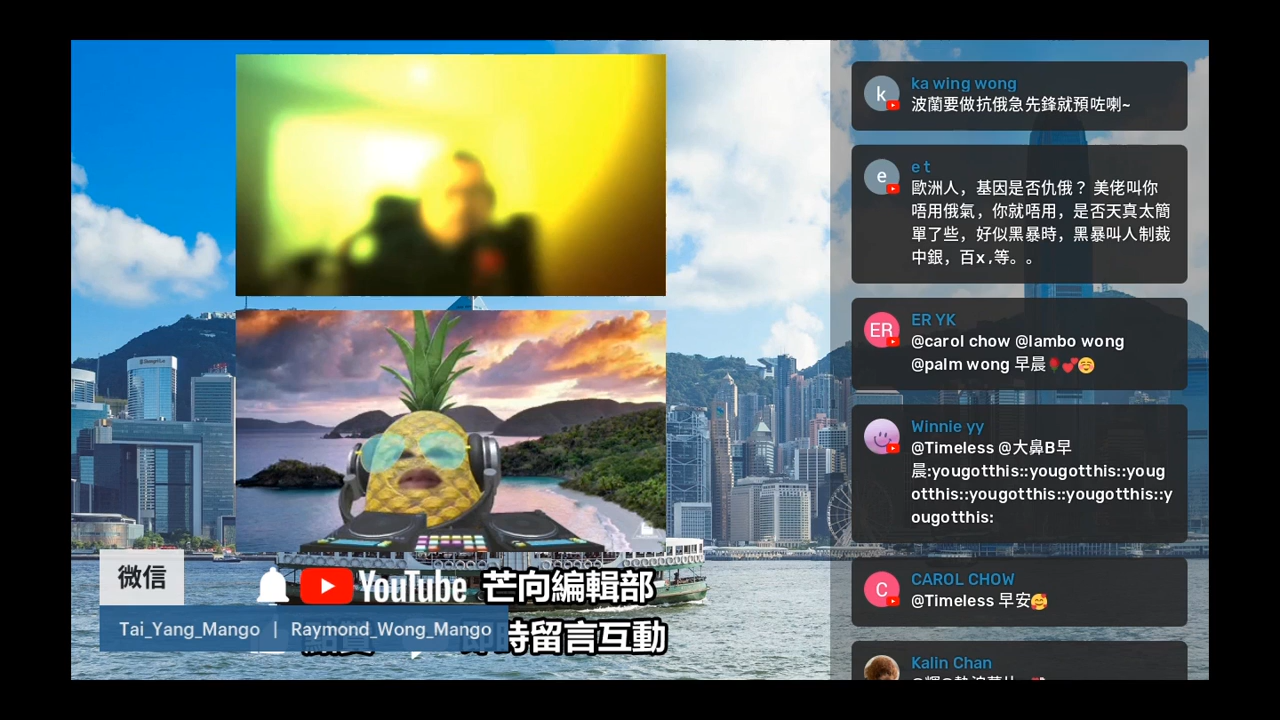 ka wing wong
波蘭要做抗俄急先鋒就預咗喇~
e t
歐洲人，基因是否仇俄？ 美佬叫你
唔用俄氣，你就唔用，是否天真太簡
單了些，好似黑暴時，黑暴叫人制裁
中銀，百x ,等。。
ER YK
@carol chow @lambo wong
@palm wong 早晨🌹💕☺️
Winnie yy
@Timeless @大鼻B早
晨:yougotthis::yougotthis::youg
otthis::yougotthis::yougotthis::y
ougotthis:
CAROL CHOW
@Timeless 早安🥰
Kalin Chan
微信
YouTube 芒向編輯部
Tai_Yang_Mango | Raymond_Wong_Mango
時留言互動